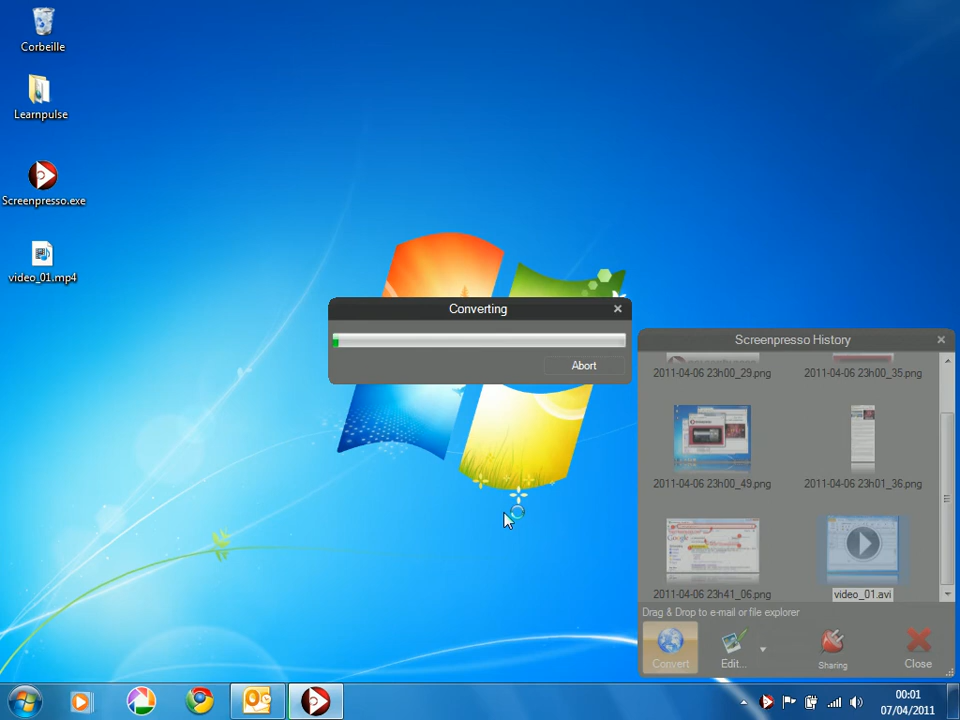 Corbeille
Learnpulse
Screenpresso.exe
video_01.mp4
Converting
Abort
Screenpresso History
2011-04-06 23h00_29.png
2011-04-06 23h00_35.png
2011-04-06 23h00_49.png
2011-04-06 23h01_36.png
Google
2011-04-06 23h41_06.png
video_01.avi
Drag & Drop to e-mail or file explorer
Convert
Edit...
Sharing
Close
00:01
07/04/2011